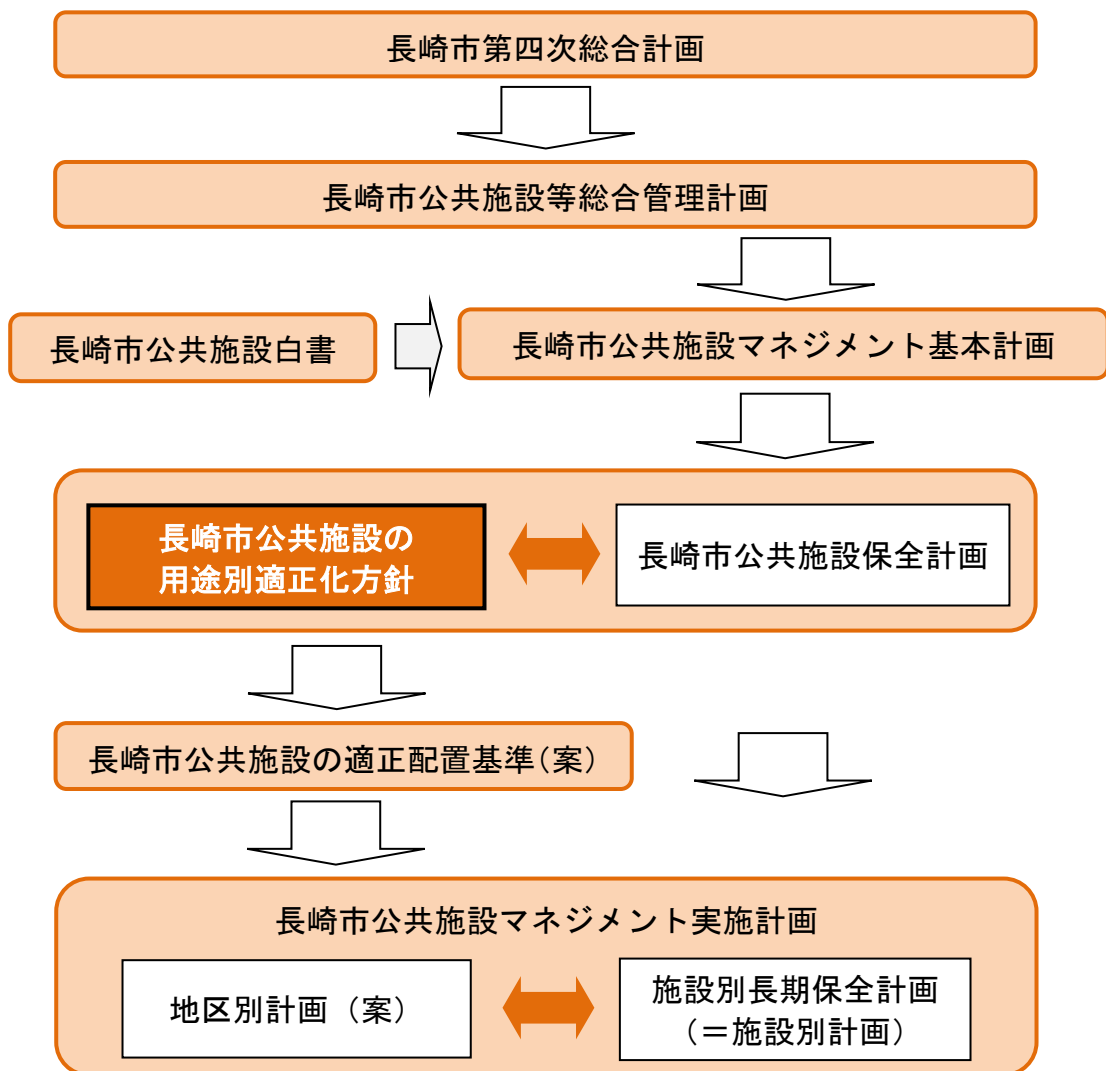 長崎市第四次総合計画
長崎市公共施設等総合管理計画
長崎市公共施設白書
長崎市公共施設マネジメント基本計画
長崎市公共施設の
用途別適正化方針
長崎市公共施設保全計画
長崎市公共施設の適正配置基準(案)
長崎市公共施設マネジメント実施計画
地区別計画(案)
施設別長期保全計画
(=施設別計画)